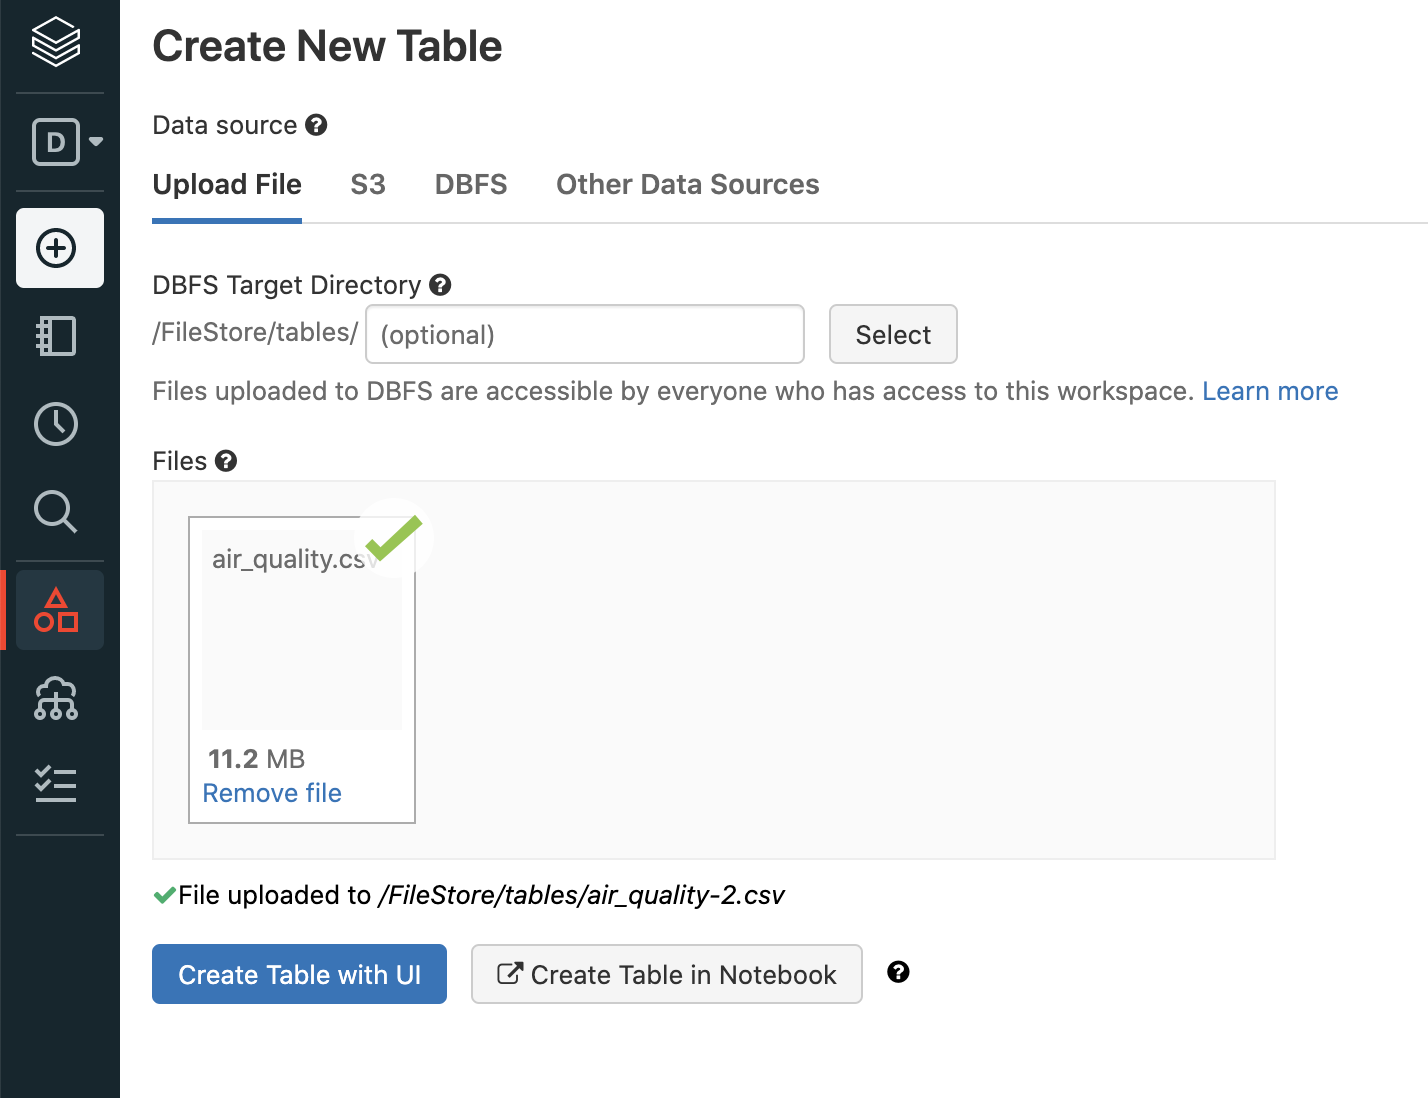 Create New Table
D
Data source
Upload File S3 DBFS Other Data Sources
DBFS Target Directory
/FileStore/tables/ (optional) Select
Files uploaded to DBFS are accessible by everyone who has access to this workspace. Learn more
Files
air_quality.csv
11.2 MB
Remove file
File uploaded to /FileStore/tables/air_quality-2.csv
Create Table with UI Create Table in Notebook